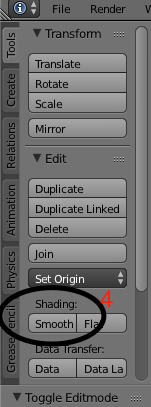 File Render
Tools
Create
Relations
Animation
Physics
Grease Pencil
Transform
Translate
Rotate
Scale
Mirror
Edit
Duplicate
Duplicate Linked
Delete
Join
Set Origin
4
Shading:
Smooth Fla
Data Transfer:
Data Data La
Toggle Editmode